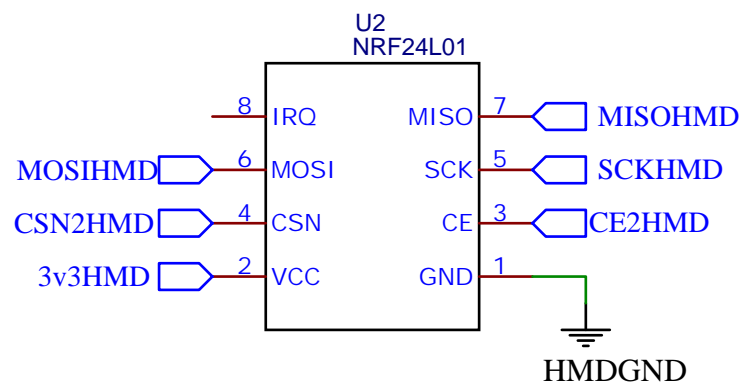 U2
NRF24L01
8 IRQ MISO 7 MISOHMD
MOSIHMD 6 MOSI SCK 5 SCKHMD
CSN2HMD 4 CSN CE 3 CE2HMD
3v3HMD 2 VCC GND 1
HMDGND